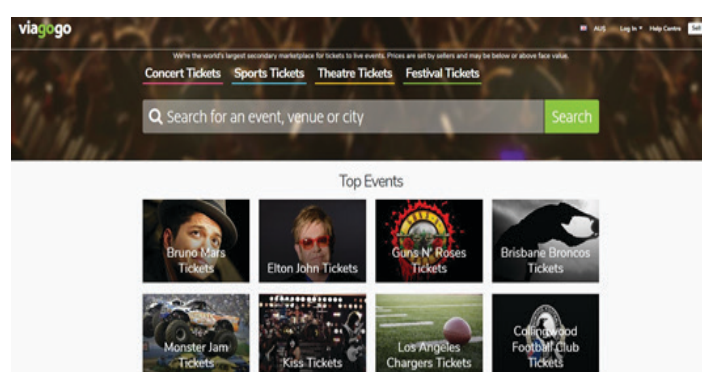 viagogo
AU$ Log In Help Centre Sell
We're the world's largest secondary marketplace for tickets to live events. Prices are set by sellers and may be below or above face value.
Concert Tickets Sports Tickets Theatre Tickets Festival Tickets
Search for an event, venue or city Search
Top Events
Bruno Mars
Tickets
Elton John Tickets
Guns N' Roses
Tickets
Brisbane Broncos
Tickets
Monster Jam
Tickets
Kiss Tickets
Los Angeles
Chargers Tickets
Collingwood
Football Club
Tickets